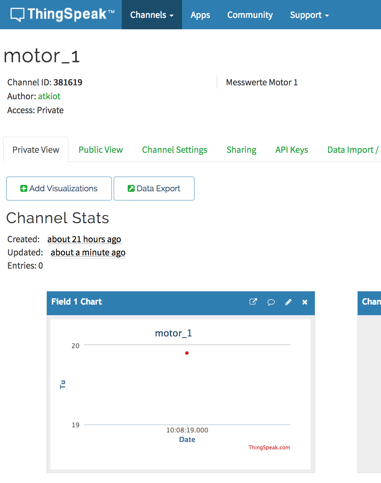 ThingSpeak™ Channels Apps Community Support
motor_1
Channel ID: 381619 Messwerte Motor 1
Author: atkiot
Access: Private
Private View Public View Channel Settings Sharing API Keys Data Import /
Add Visualizations Data Export
Channel Stats
Created: about 21 hours ago
Updated: about a minute ago
Entries: 0
Field 1 Chart Chan
motor_1
20
Tu
19
10:08:19.000
Date
ThingSpeak.com